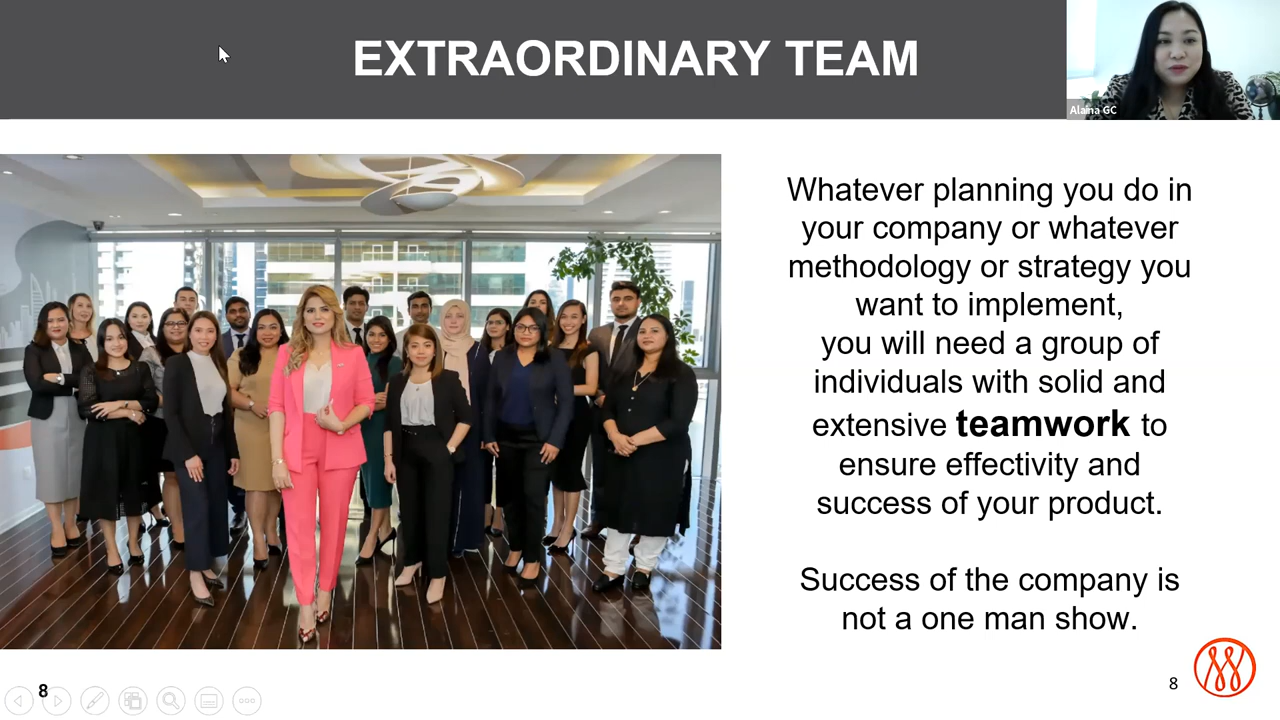 EXTRAORDINARY TEAM
Alaina GC
Whatever planning you do in
your company or whatever
methodology or strategy you
want to implement,
you will need a group of
individuals with solid and
extensive teamwork to
ensure effectivity and
success of your product.
Success of the company is
not a one man show.
8
8